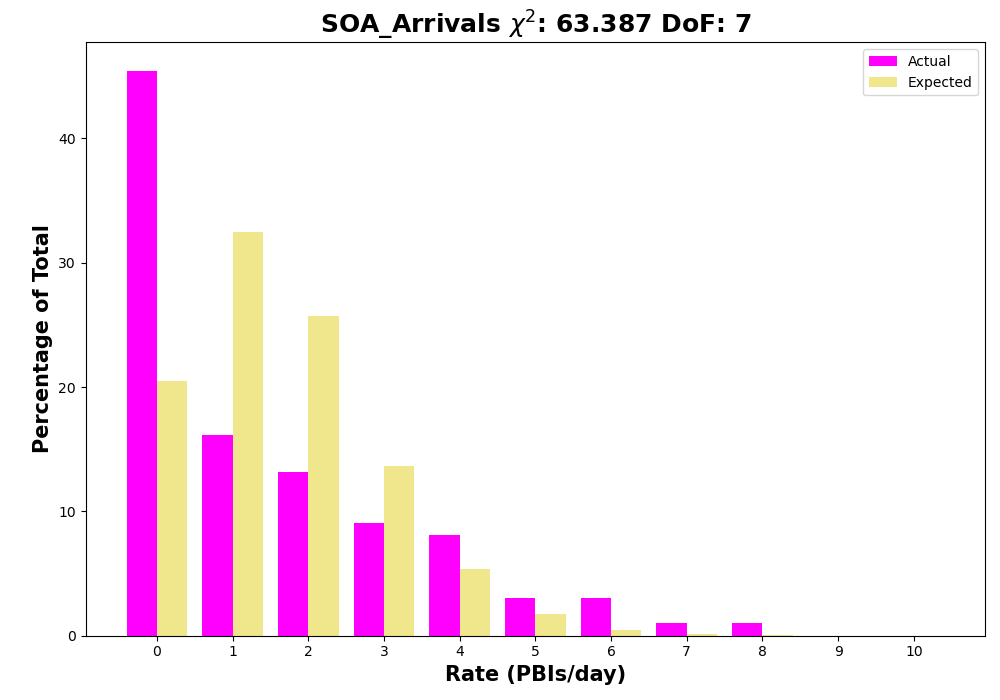 SOA_Arrivals χ²: 63.387 DoF: 7
Actual
Expected
Percentage of Total
40
30
20
10
0
0 1 2 3 4 5 6 7 8 9 10
Rate (PBIs/day)